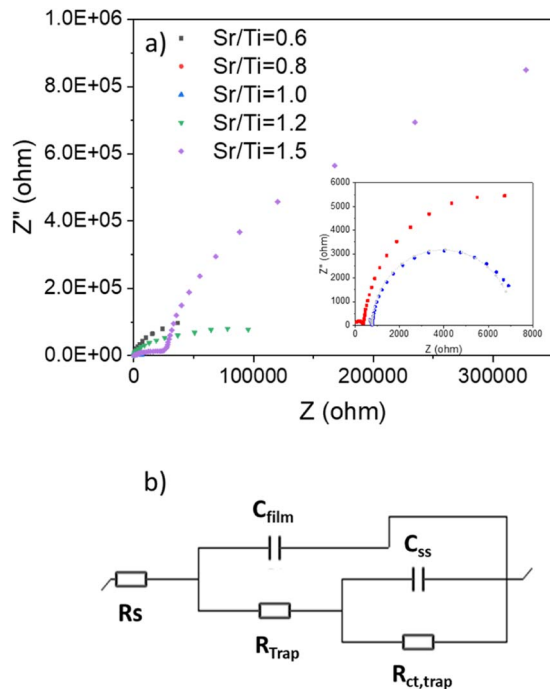 a)
Sr/Ti=0.6
Sr/Ti=0.8
Sr/Ti=1.0
Sr/Ti=1.2
Sr/Ti=1.5
1.0E+06
8.0E+05
6.0E+05
4.0E+05
2.0E+05
0.0E+00
Z" (ohm)
0
100000
200000
300000
Z (ohm)
6000
5000
4000
3000
2000
1000
0
Z" (ohm)
0 2000 4000 6000 8000
Z (ohm)
b)
Cfilm
Css
Rs
RTrap
Rct,trap